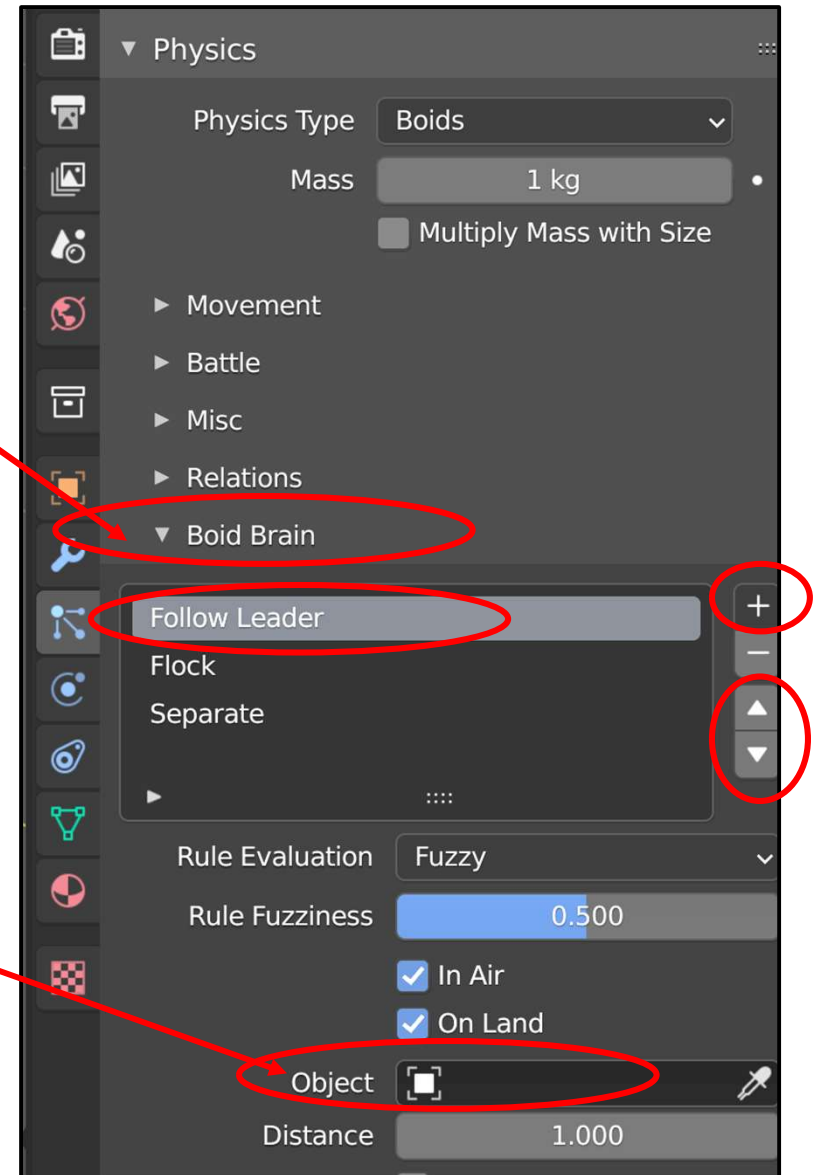 Physics
Physics Type Boids
Mass 1 kg
Multiply Mass with Size
Movement
Battle
Misc
Relations
Boid Brain
Follow Leader
Flock
Separate
Rule Evaluation Fuzzy
Rule Fuzziness 0.500
In Air
On Land
Object
Distance 1.000